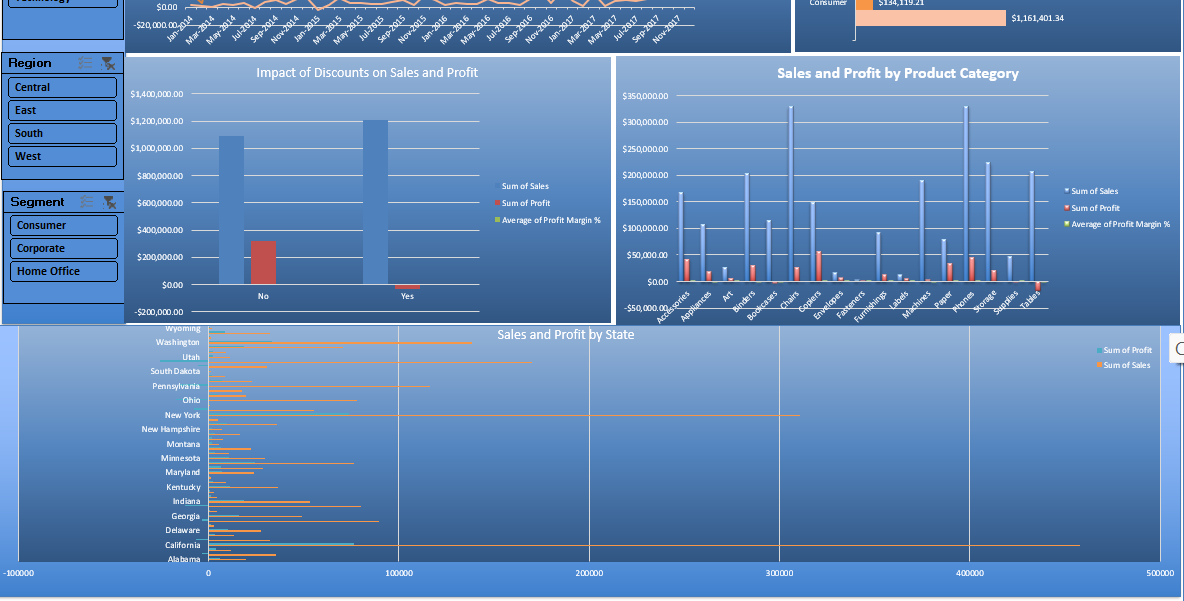 $0.00
-$20,000.00
Jan-2014
Mar-2014
May-2014
Jul-2014
Sep-2014
Nov-2014
Jan-2015
Mar-2015
May-2015
Jul-2015
Sep-2015
Nov-2015
Jan-2016
Mar-2016
May-2016
Jul-2016
Sep-2016
Nov-2016
Jan-2017
Mar-2017
May-2017
Jul-2017
Sep-2017
Nov-2017
Consumer
$134,119.21
$1,161,401.34
Region
Central
East
South
West
Segment
Consumer
Corporate
Home Office
Impact of Discounts on Sales and Profit
$1,400,000.00
$1,200,000.00
$1,000,000.00
$800,000.00
$600,000.00
$400,000.00
$200,000.00
$0.00
-$200,000.00
No
Yes
Sum of Sales
Sum of Profit
Average of Profit Margin %
Sales and Profit by Product Category
$350,000.00
$300,000.00
$250,000.00
$200,000.00
$150,000.00
$100,000.00
$50,000.00
$0.00
-$50,000.00
Accessories
Appliances
Art
Binders
Bookcases
Chairs
Copiers
Envelopes
Fasteners
Furnishings
Labels
Machines
Paper
Phones
Storage
Supplies
Tables
Sum of Sales
Sum of Profit
Average of Profit Margin %
Sales and Profit by State
Wyoming
Washington
Utah
South Dakota
Pennsylvania
Ohio
New York
New Hampshire
Montana
Minnesota
Maryland
Kentucky
Indiana
Georgia
Delaware
California
Alabama
-100000
0
100000
200000
300000
400000
500000
Sum of Profit
Sum of Sales